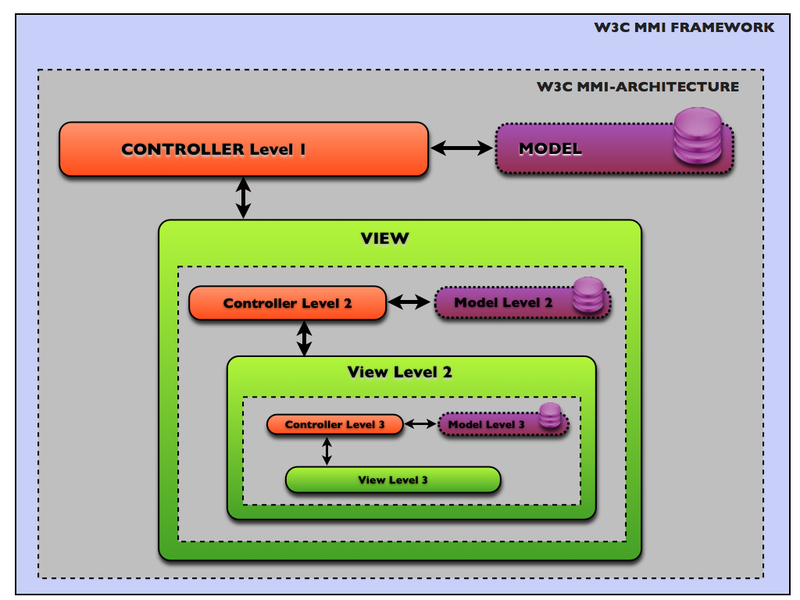 W3C MMI FRAMEWORK
W3C MMI-ARCHITECTURE
CONTROLLER Level 1
MODEL
VIEW
Controller Level 2
Model Level 2
View Level 2
Controller Level 3
Model Level 3
View Level 3